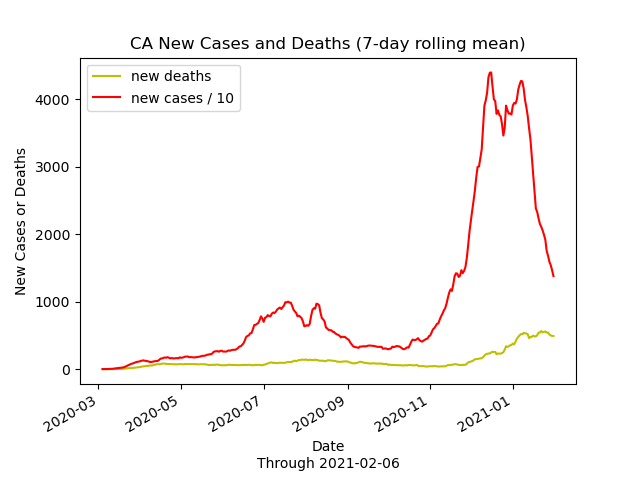 CA New Cases and Deaths (7-day rolling mean)
new deaths
new cases / 10
New Cases or Deaths
4000
3000
2000
1000
0
2020-03
2020-05
2020-07
2020-09
2020-11
2021-01
Date
Through 2021-02-06